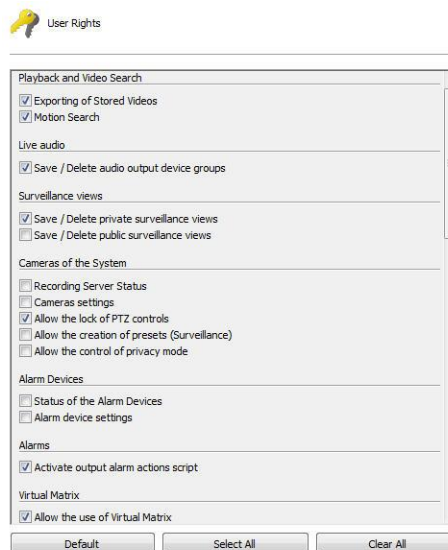 User Rights
Playback and Video Search
Exporting of Stored Videos
Motion Search
Live audio
Save / Delete audio output device groups
Surveillance views
Save / Delete private surveillance views
Save / Delete public surveillance views
Cameras of the System
Recording Server Status
Cameras settings
Allow the lock of PTZ controls
Allow the creation of presets (Surveillance)
Allow the control of privacy mode
Alarm Devices
Status of the Alarm Devices
Alarm device settings
Alarms
Activate output alarm actions script
Virtual Matrix
Allow the use of Virtual Matrix
Default Select All Clear All